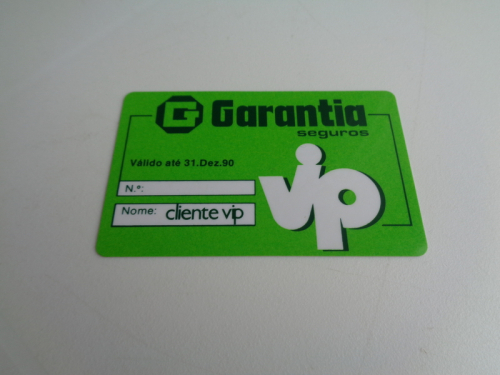 G Garantia
seguros
Válido até 31.Dez.90
N.º:
Nome: cliente vip
vip